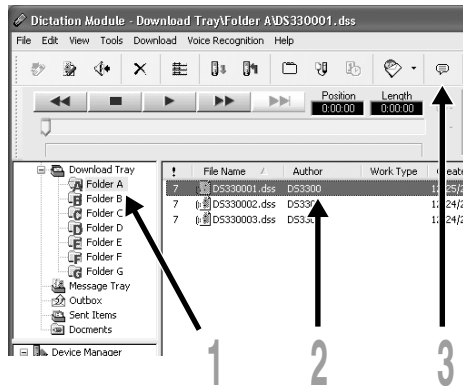 Dictation Module - Download Tray\Folder A\DS330001.dss
File Edit View Tools Download Voice Recognition Help
Position Length
0:00:00 0:00:00
Download Tray
Folder A
Folder B
Folder C
Folder D
Folder E
Folder F
Folder G
Message Tray
Outbox
Sent Items
Docments
Device Manager
! File Name Author Work Type
7 DS330001.dss DS3300
7 DS330002.dss
7 DS330003.dss
1 2 3